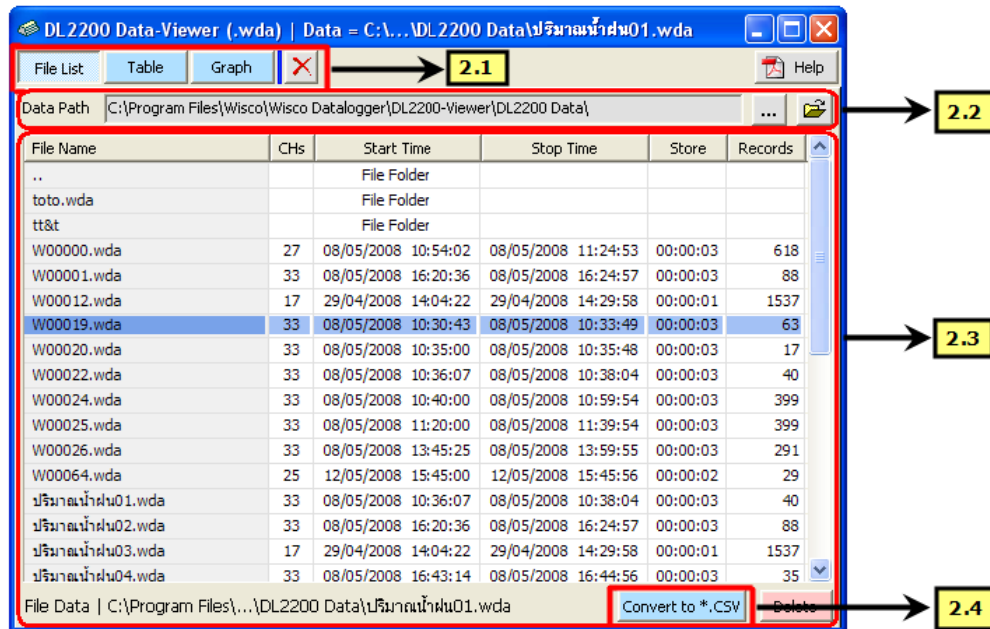 DL2200 Data-Viewer (.wda) | Data = C:\...\DL2200 Data\ปริมาณน้ำฝน01.wda
File List Table Graph 2.1 Help
Data Path C:\Program Files\Wisco\Wisco Datalogger\DL2200-Viewer\DL2200 Data\ ... 2.2
File Name CHs Start Time Stop Time Store Records
.. File Folder
toto.wda File Folder
tt&t File Folder
W00000.wda 27 08/05/2008 10:54:02 08/05/2008 11:24:53 00:00:03 618
W00001.wda 33 08/05/2008 16:20:36 08/05/2008 16:24:57 00:00:03 88
W00012.wda 17 29/04/2008 14:04:22 29/04/2008 14:29:58 00:00:01 1537
W00019.wda 33 08/05/2008 10:30:43 08/05/2008 10:33:49 00:00:03 63
2.3
W00020.wda 33 08/05/2008 10:35:00 08/05/2008 10:35:48 00:00:03 17
W00022.wda 33 08/05/2008 10:36:07 08/05/2008 10:38:04 00:00:03 40
W00024.wda 33 08/05/2008 10:40:00 08/05/2008 10:59:54 00:00:03 399
W00025.wda 33 08/05/2008 11:20:00 08/05/2008 11:39:54 00:00:03 399
W00026.wda 33 08/05/2008 13:45:25 08/05/2008 13:59:55 00:00:03 291
W00064.wda 25 12/05/2008 15:45:00 12/05/2008 15:45:56 00:00:02 29
ปริมาณน้ำฝน01.wda 33 08/05/2008 10:36:07 08/05/2008 10:38:04 00:00:03 40
ปริมาณน้ำฝน02.wda 33 08/05/2008 16:20:36 08/05/2008 16:24:57 00:00:03 88
ปริมาณน้ำฝน03.wda 17 29/04/2008 14:04:22 29/04/2008 14:29:58 00:00:01 1537
ปริมาณน้ำฝน04.wda 33 08/05/2008 16:43:14 08/05/2008 16:44:56 00:00:03 35
File Data | C:\Program Files\...\DL2200 Data\ปริมาณน้ำฝน01.wda Convert to *.CSV Delete 2.4